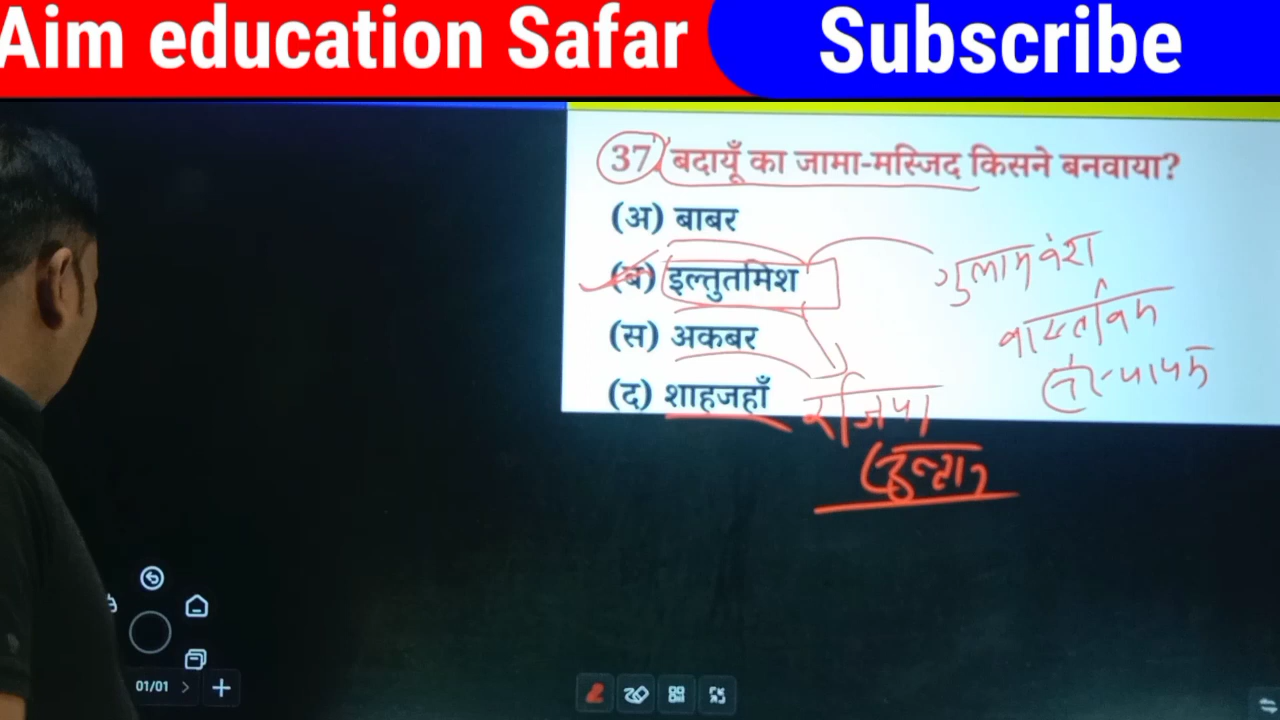 Aim education Safar
Subscribe
37. बदायूँ का जामा-मस्जिद किसने बनवाया?
(अ) बाबर
(ब) इल्तुतमिश
(स) अकबर
(द) शाहजहाँ
गुलाम वंश
वास्तविक
संस्थापक
रजिया
01/01